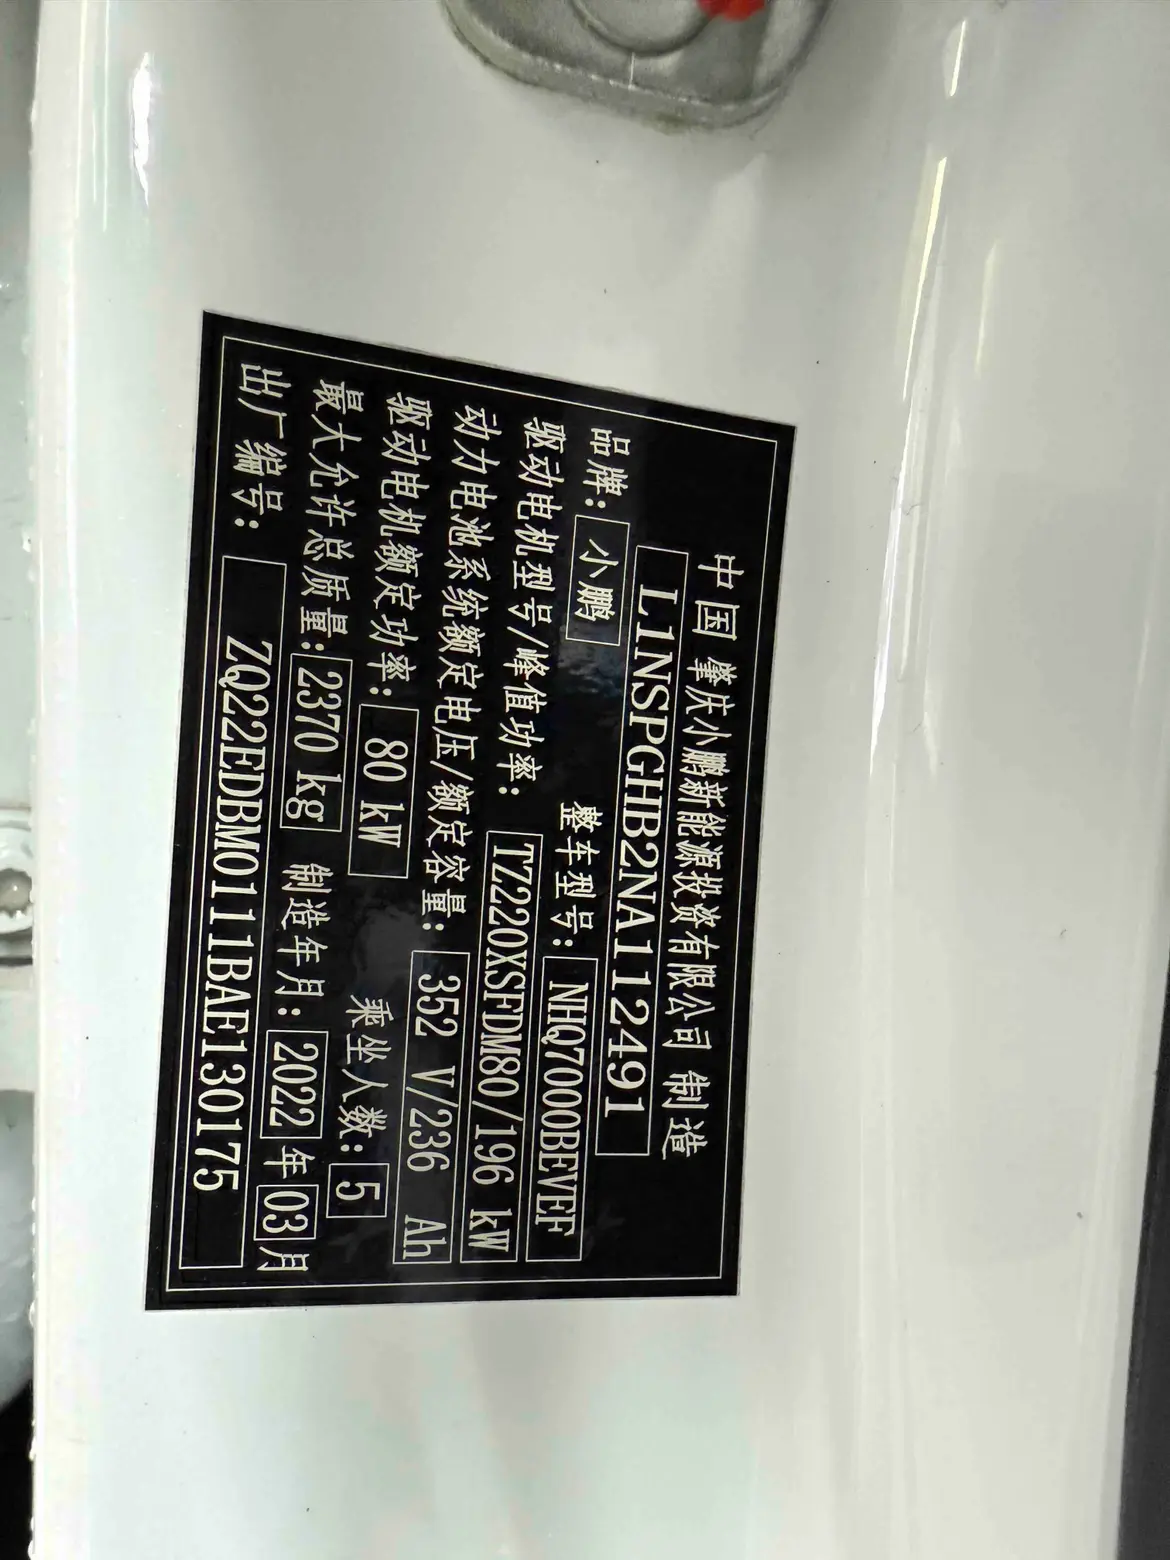 中国 肇庆小鹏新能源投资有限公司 制造
L1NSPGHB2NA112491
品牌: 小鹏 整车型号: NHQ7000BEVEF
驱动电机型号/峰值功率: TZ220XSFDM80/196 kW
动力电池系统额定电压/额定容量: 352 V/236 Ah
驱动电机额定功率: 80 kW 乘坐人数: 5
最大允许总质量: 2370 kg 制造年月: 2022 年 03 月
出厂编号: ZQ22EDBM0111BAE130175